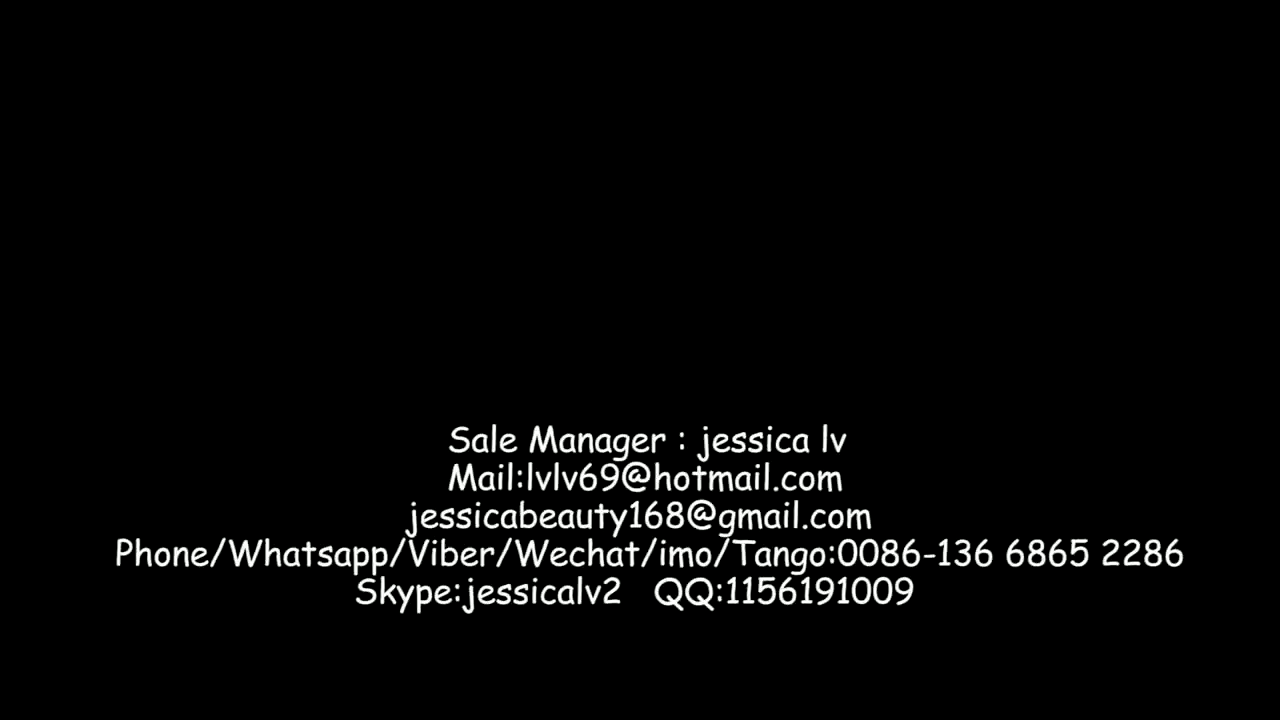 Sale Manager : jessica lv
Mail:lvlv69@hotmail.com
jessicabeauty168@gmail.com
Phone/Whatsapp/Viber/Wechat/imo/Tango:0086-136 6865 2286
Skype:jessicalv2 QQ:1156191009